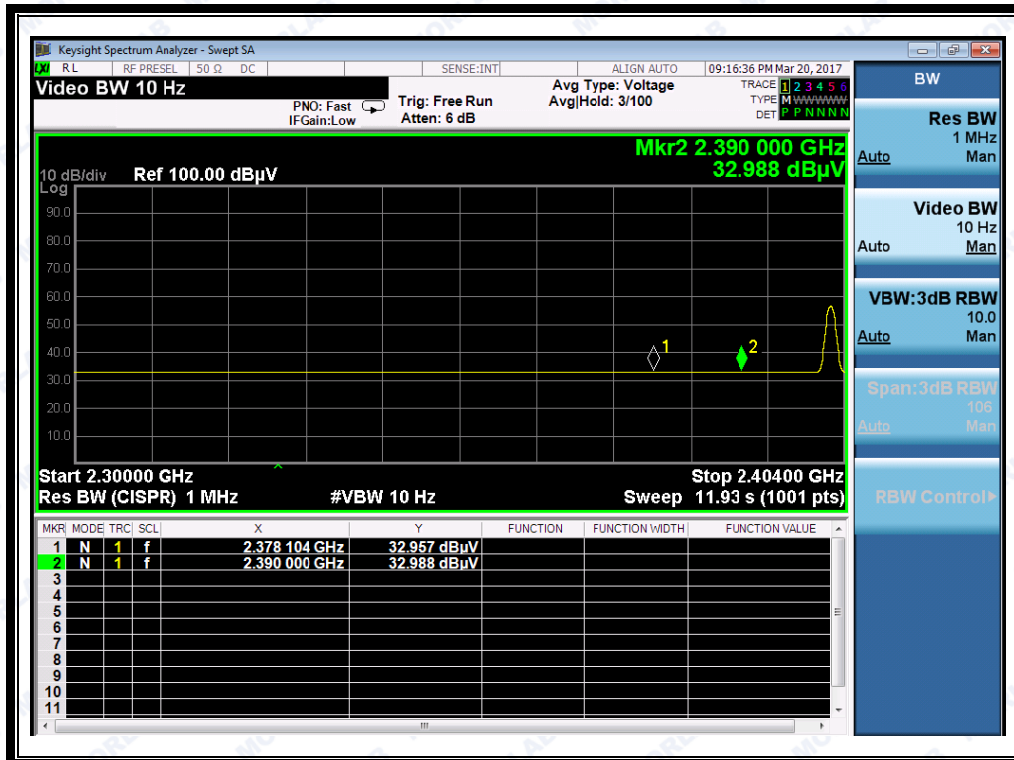 Keysight Spectrum Analyzer - Swept SA
LXI RL RF PRESEL 50 Ω DC SENSE:INT ALIGN AUTO 09:16:36 PM Mar 20, 2017
Video BW 10 Hz
PNO: Fast
IFGain:Low
Trig: Free Run
Atten: 6 dB
Avg Type: Voltage
Avg|Hold: 3/100
TRACE 1 2 3 4 5 6
TYPE M WWWWW
DET P P N N N N
Mkr2 2.390 000 GHz
32.988 dBµV
10 dB/div Ref 100.00 dBµV
Log
90.0
80.0
70.0
60.0
50.0
40.0
30.0
20.0
10.0
1
2
Start 2.30000 GHz Stop 2.40400 GHz
Res BW (CISPR) 1 MHz #VBW 10 Hz Sweep 11.93 s (1001 pts)
MKR MODE TRC SCL X Y FUNCTION FUNCTION WIDTH FUNCTION VALUE
1 N 1 f 2.378 104 GHz 32.957 dBµV
2 N 1 f 2.390 000 GHz 32.988 dBµV
3
4
5
6
7
8
9
10
11
BW
Res BW
1 MHz
Auto Man
Video BW
10 Hz
Auto Man
VBW:3dB RBW
10.0
Auto Man
Span:3dB RBW
106
Auto Man
RBW Control